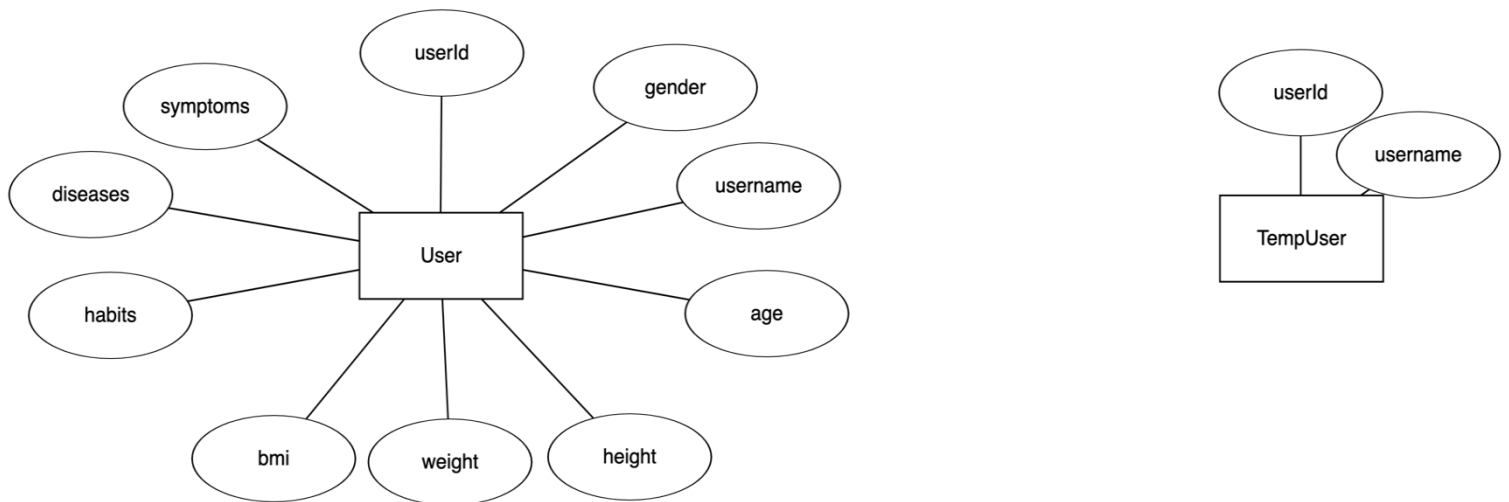 userId
gender
symptoms
username
diseases
User
habits
age
bmi
weight
height
userId
username
TempUser